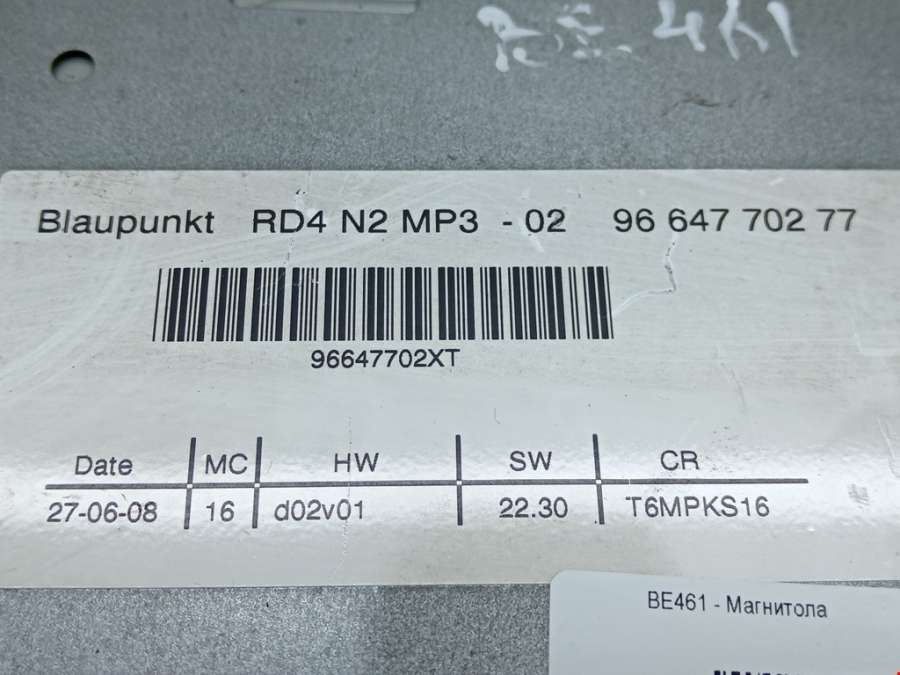 Blaupunkt RD4 N2 MP3 - 02 96 647 702 77
96647702XT
Date MC HW SW CR
27-06-08 16 d02v01 22.30 T6MPKS16
BE461 - Магнитола